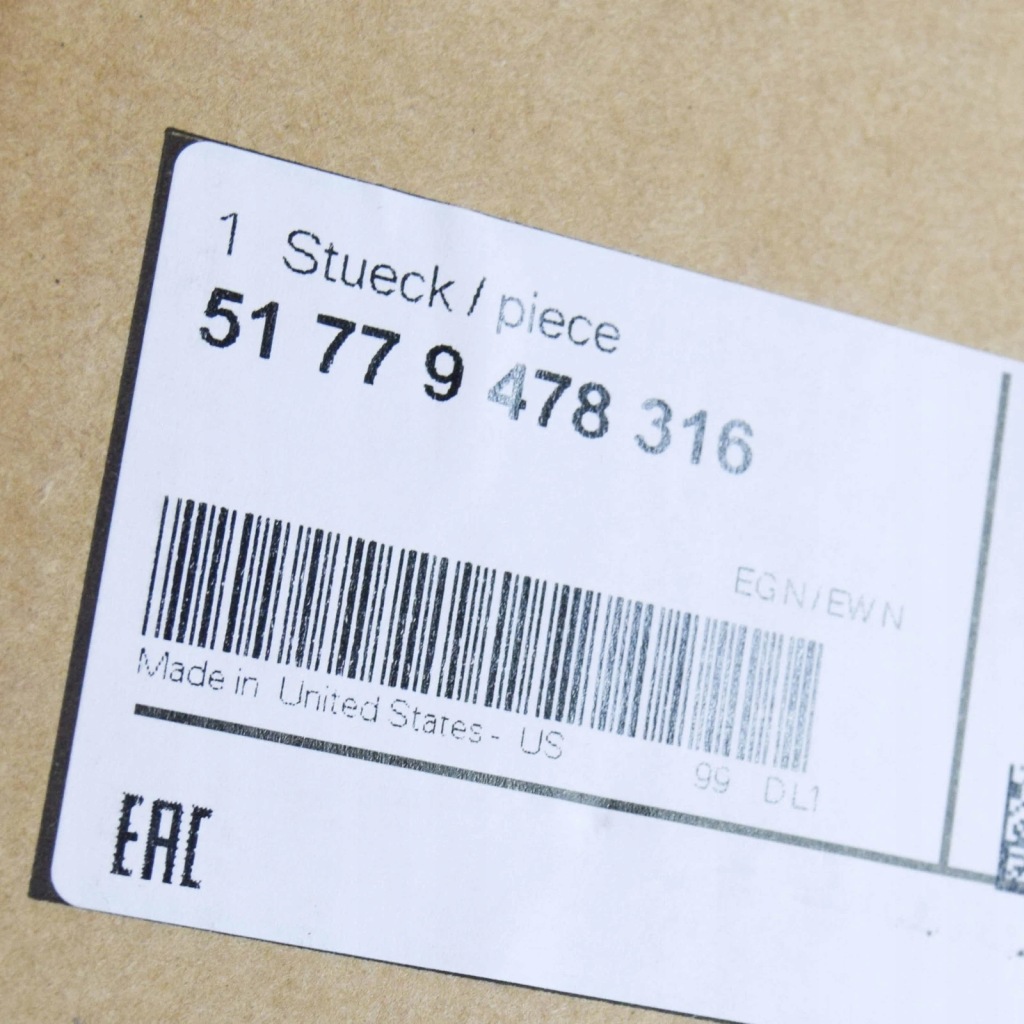 1 Stueck / piece
51 77 9 478 316
EGN/EWN
Made in United States - US
99 DL1
EAC